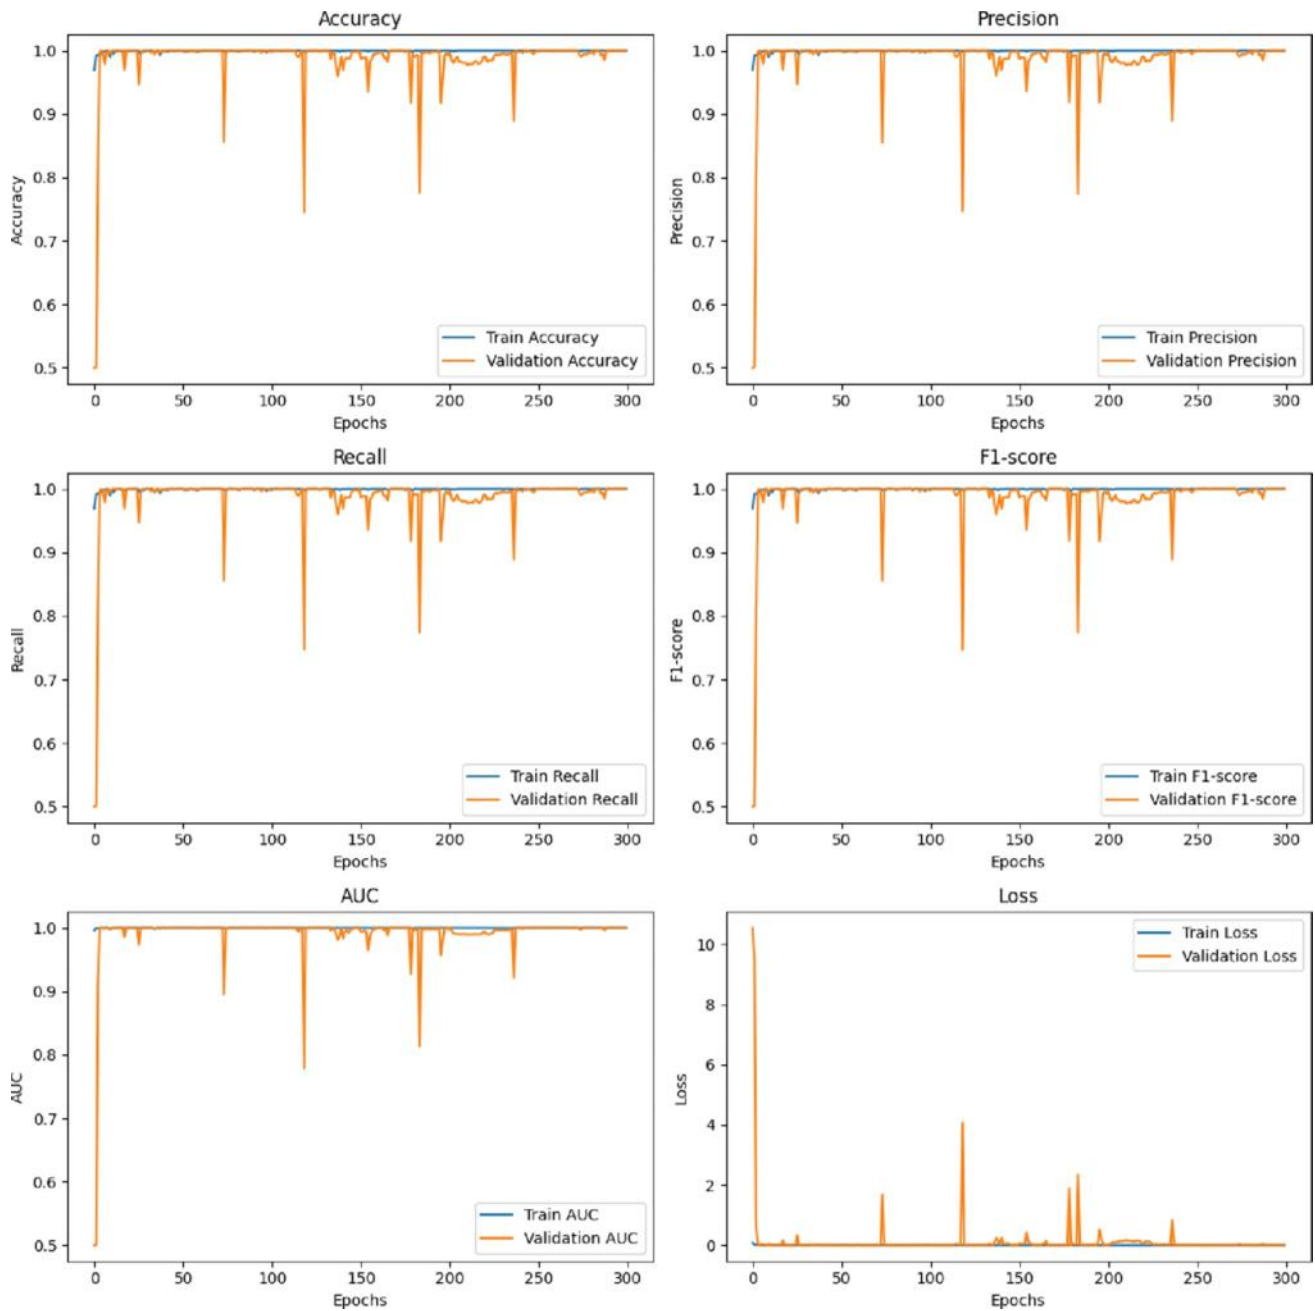 Accuracy
1.0
0.9
0.8
0.7
0.6
0.5
Accuracy
Train Accuracy
Validation Accuracy
0 50 100 150 200 250 300
Epochs
Precision
1.0
0.9
0.8
0.7
0.6
0.5
Precision
Train Precision
Validation Precision
0 50 100 150 200 250 300
Epochs
Recall
1.0
0.9
0.8
0.7
0.6
0.5
Recall
Train Recall
Validation Recall
0 50 100 150 200 250 300
Epochs
F1-score
1.0
0.9
0.8
0.7
0.6
0.5
F1-score
Train F1-score
Validation F1-score
0 50 100 150 200 250 300
Epochs
AUC
1.0
0.9
0.8
0.7
0.6
0.5
AUC
Train AUC
Validation AUC
0 50 100 150 200 250 300
Epochs
Loss
10
8
6
4
2
0
Loss
Train Loss
Validation Loss
0 50 100 150 200 250 300
Epochs